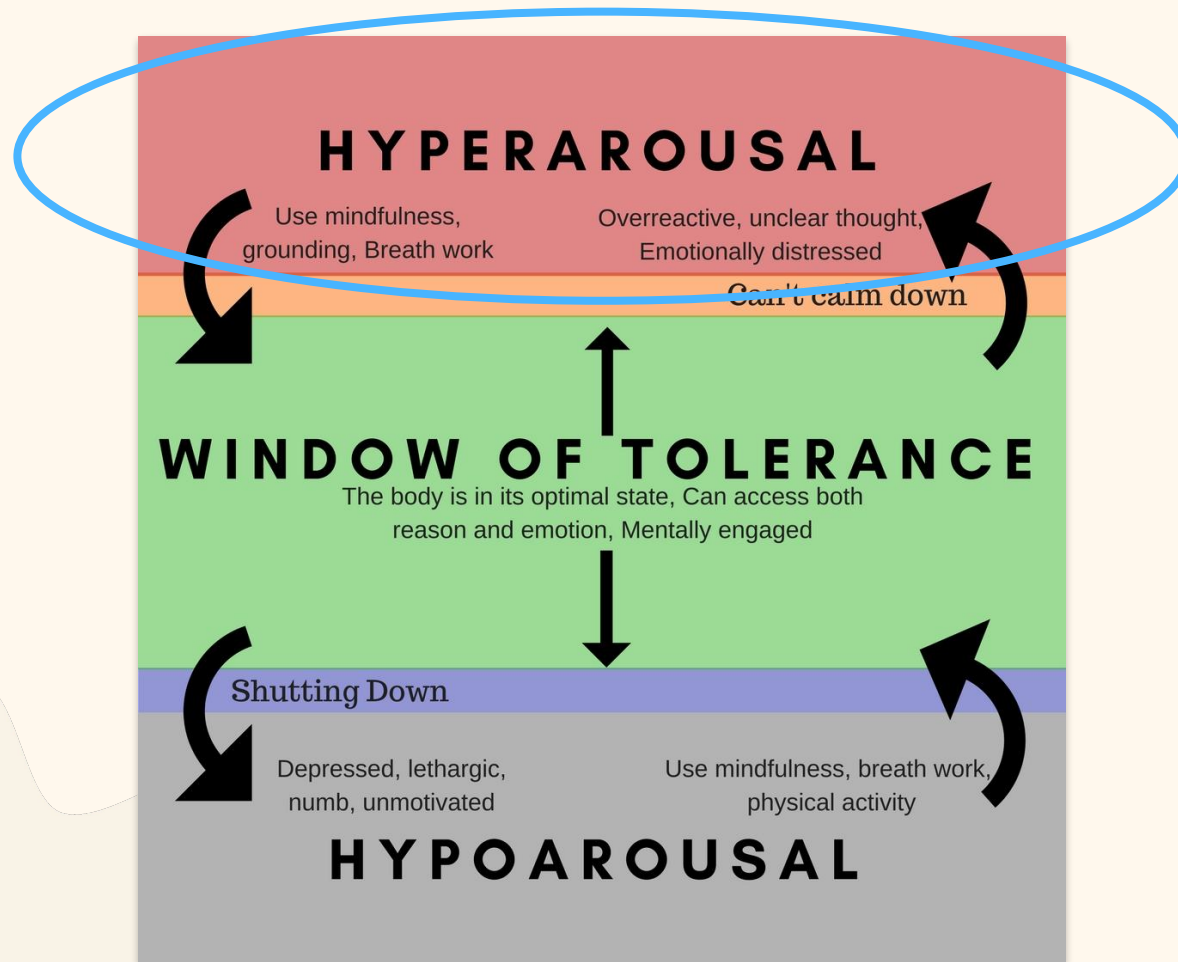 HYPERAROUSAL
Use mindfulness,
grounding, Breath work
Overreactive, unclear thought,
Emotionally distressed
Can't calm down
WINDOW OF TOLERANCE
The body is in its optimal state, Can access both
reason and emotion, Mentally engaged
Shutting Down
Depressed, lethargic,
numb, unmotivated
Use mindfulness, breath work,
physical activity
HYPOAROUSAL